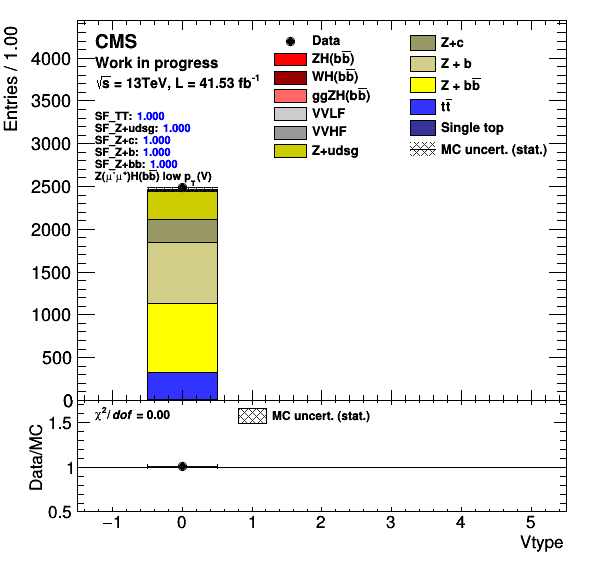 Entries / 1.00
CMS
Work in progress
√s = 13TeV, L = 41.53 fb⁻¹
SF_TT: 1.000
SF_Z+udsg: 1.000
SF_Z+c: 1.000
SF_Z+b: 1.000
SF_Z+bb: 1.000
Z(μ⁻μ⁺)H(bb̅) low p_T(V)
Data
ZH(bb̅)
WH(bb̅)
ggZH(bb̅)
VVLF
VVHF
Z+udsg
Z+c
Z + b
Z + bb̅
tt̅
Single top
MC uncert. (stat.)
4000
3500
3000
2500
2000
1500
1000
500
0
Data/MC
χ²/dof = 0.00
MC uncert. (stat.)
1.5
1
0.5
−1 0 1 2 3 4 5
Vtype